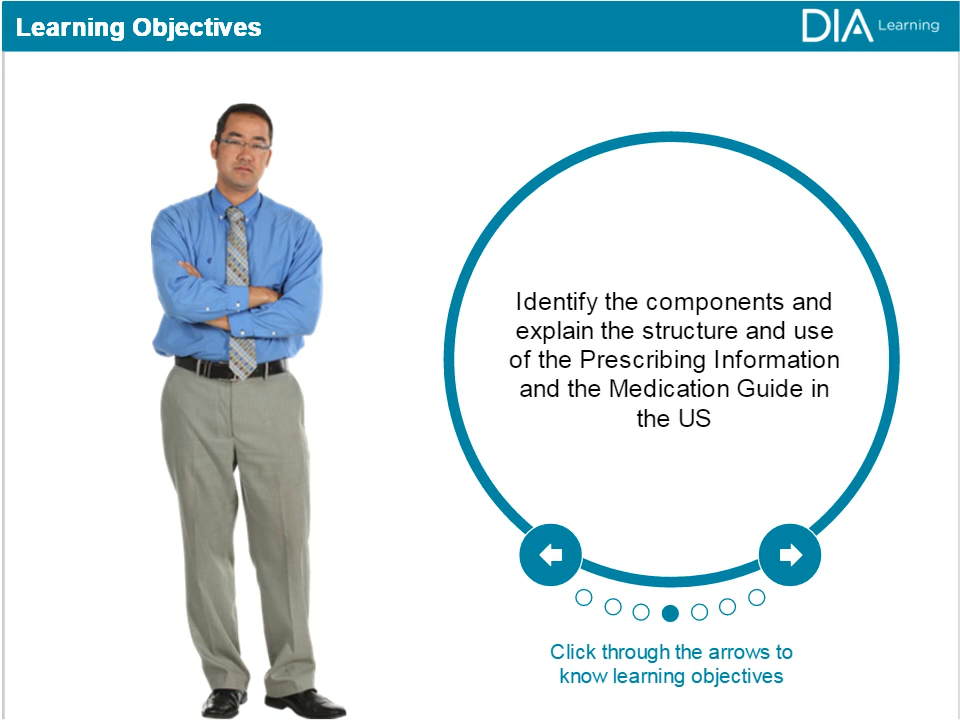 Learning Objectives
DIA Learning
Identify the components and
explain the structure and use
of the Prescribing Information
and the Medication Guide in
the US
Click through the arrows to
know learning objectives